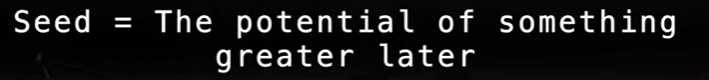 Seed = The potential of something
greater later